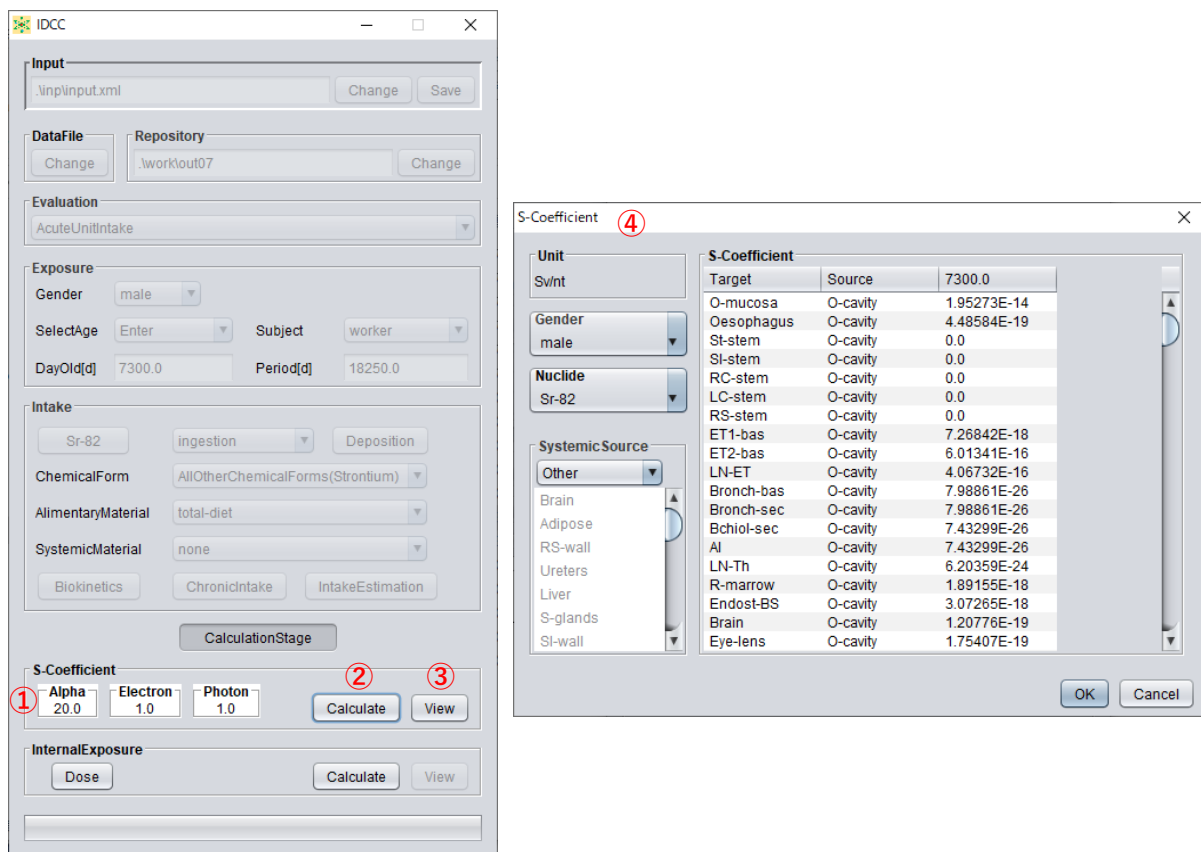 IDCC
Input
.\inp\input.xml Change Save
DataFile Repository
Change .\work\out07 Change
Evaluation
AcuteUnitIntake
Exposure
Gender male
SelectAge Enter Subject worker
DayOld[d] 7300.0 Period[d] 18250.0
Intake
Sr-82 ingestion Deposition
ChemicalForm AllOtherChemicalForms(Strontium)
AlimentaryMaterial total-diet
SystemicMaterial none
Biokinetics ChronicIntake IntakeEstimation
CalculationStage
S-Coefficient ② ③
① Alpha Electron Photon
20.0 1.0 1.0 Calculate View
InternalExposure
Dose Calculate View
S-Coefficient ④
Unit
Sv/nt
Gender
male
Nuclide
Sr-82
SystemicSource
Other
Brain
Adipose
RS-wall
Ureters
Liver
S-glands
SI-wall
S-Coefficient
Target Source 7300.0
O-mucosa O-cavity 1.95273E-14
Oesophagus O-cavity 4.48584E-19
St-stem O-cavity 0.0
SI-stem O-cavity 0.0
RC-stem O-cavity 0.0
LC-stem O-cavity 0.0
RS-stem O-cavity 0.0
ET1-bas O-cavity 7.26842E-18
ET2-bas O-cavity 6.01341E-16
LN-ET O-cavity 4.06732E-16
Bronch-bas O-cavity 7.98861E-26
Bronch-sec O-cavity 7.98861E-26
Bchiol-sec O-cavity 7.43299E-26
AI O-cavity 7.43299E-26
LN-Th O-cavity 6.20359E-24
R-marrow O-cavity 1.89155E-18
Endost-BS O-cavity 3.07265E-18
Brain O-cavity 1.20776E-19
Eye-lens O-cavity 1.75407E-19
OK Cancel